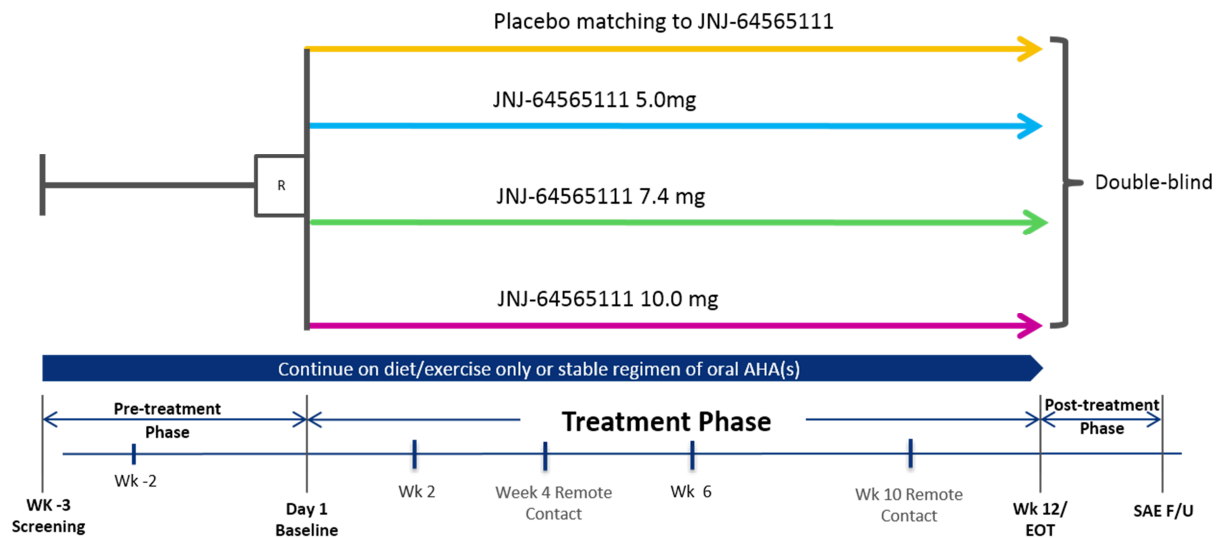 Placebo matching to JNJ-64565111
JNJ-64565111 5.0mg
R
JNJ-64565111 7.4 mg
Double-blind
JNJ-64565111 10.0 mg
Continue on diet/exercise only or stable regimen of oral AHA(s)
Pre-treatment
Phase
Treatment Phase
Post-treatment
Phase
Wk -2
Wk 2
Week 4 Remote
Contact
Wk 6
Wk 10 Remote
Contact
WK -3
Screening
Day 1
Baseline
Wk 12/
EOT
SAE F/U